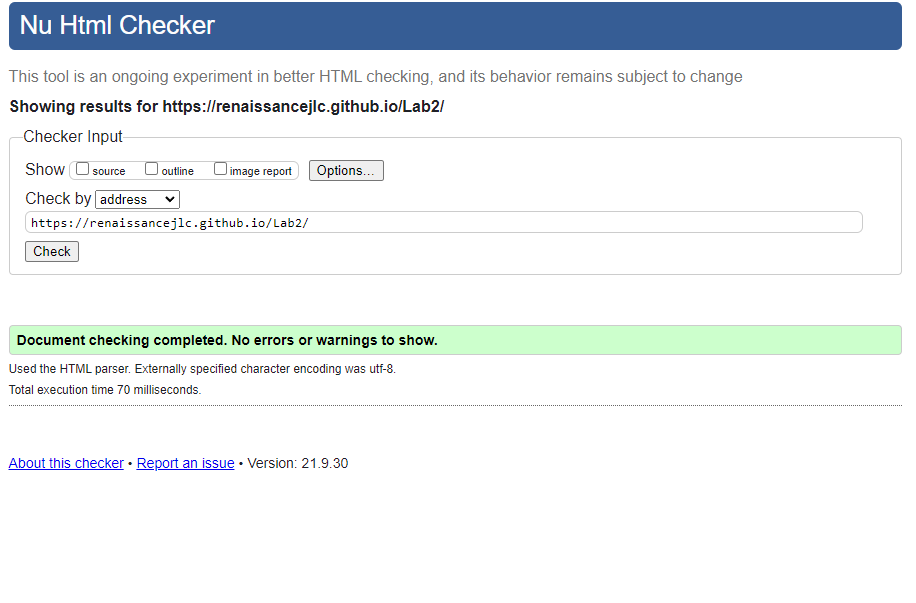 Nu Html Checker
This tool is an ongoing experiment in better HTML checking, and its behavior remains subject to change
Showing results for https://renaissancejlc.github.io/Lab2/
Checker Input
Show source outline image report Options...
Check by address
https://renaissancejlc.github.io/Lab2/
Check
Document checking completed. No errors or warnings to show.
Used the HTML parser. Externally specified character encoding was utf-8.
Total execution time 70 milliseconds.
About this checker • Report an issue • Version: 21.9.30